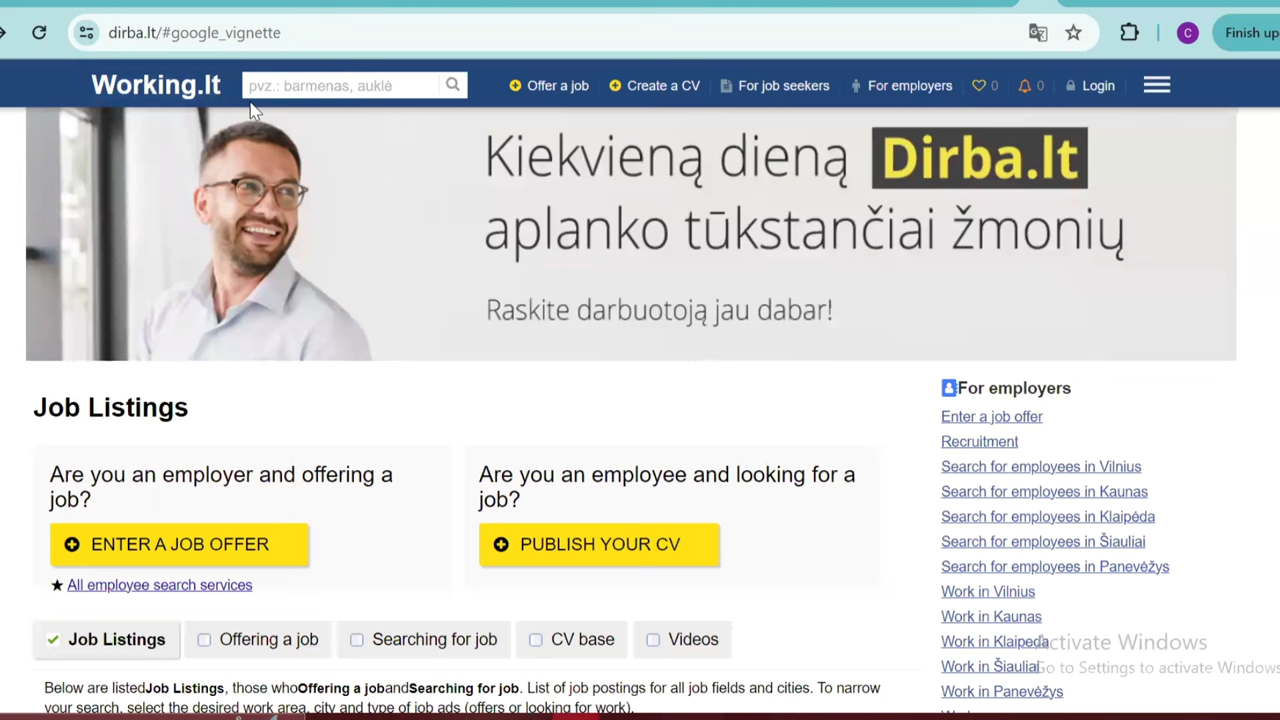 dirba.lt/#google_vignette
C
Finish up
Working.lt
pvz.: barmenas, auklė
Offer a job
Create a CV
For job seekers
For employers
0
0
Login
Kiekvieną dieną Dirba.lt
aplanko tūkstančiai žmonių
Raskite darbuotoją jau dabar!
Job Listings
Are you an employer and offering a
job?
ENTER A JOB OFFER
All employee search services
Are you an employee and looking for a
job?
PUBLISH YOUR CV
Job Listings
Offering a job
Searching for job
CV base
Videos
Below are listedJob Listings, those whoOffering a jobandSearching for job. List of job postings for all job fields and cities. To narrow
your search, select the desired work area, city and type of job ads (offers or looking for work).
For employers
Enter a job offer
Recruitment
Search for employees in Vilnius
Search for employees in Kaunas
Search for employees in Klaipėda
Search for employees in Šiauliai
Search for employees in Panevėžys
Work in Vilnius
Work in Kaunas
Work in Klaipėda
Work in Šiauliai
Work in Panevėžys
Activate Windows
Go to Settings to activate Windows